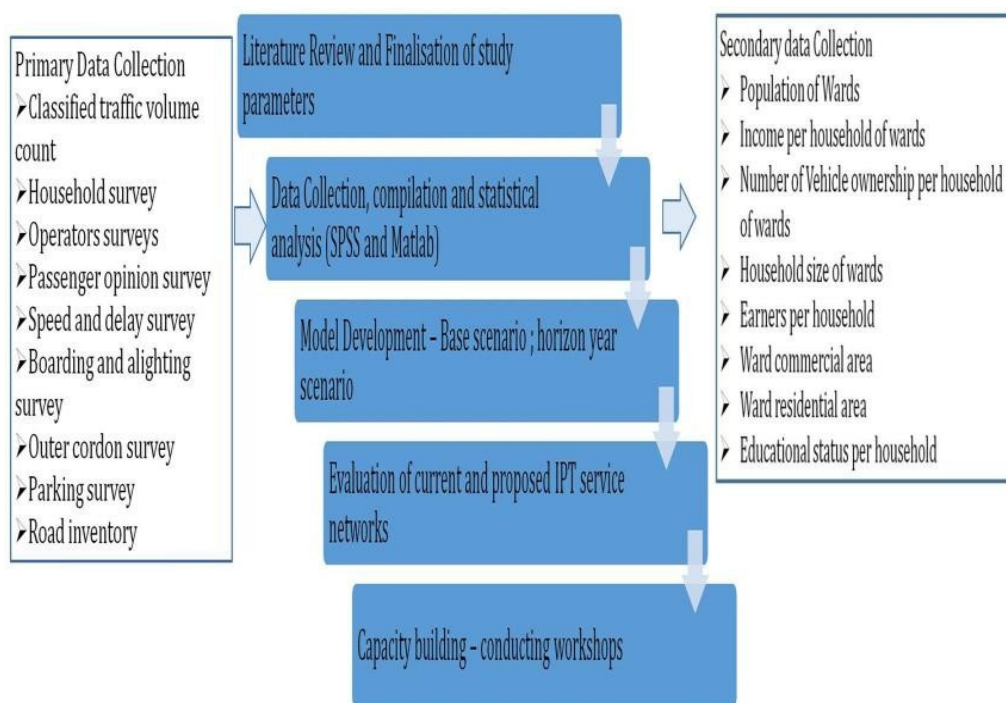 Primary Data Collection
➢Classified traffic volume
count
➢Household survey
➢Operators surveys
➢Passenger opinion survey
➢Speed and delay survey
➢Boarding and alighting
survey
➢Outer cordon survey
➢Parking survey
➢Road inventory
Literature Review and Finalisation of study
parameters
Data Collection, compilation and statistical
analysis (SPSS and Matlab)
Model Development – Base scenario ; horizon year
scenario
Evaluation of current and proposed IPT service
networks
Capacity building – conducting workshops
Secondary data Collection
➢ Population of Wards
➢ Income per household of wards
➢ Number of Vehicle ownership per household
of wards
➢ Household size of wards
➢ Earners per household
➢ Ward commercial area
➢ Ward residential area
➢ Educational status per household